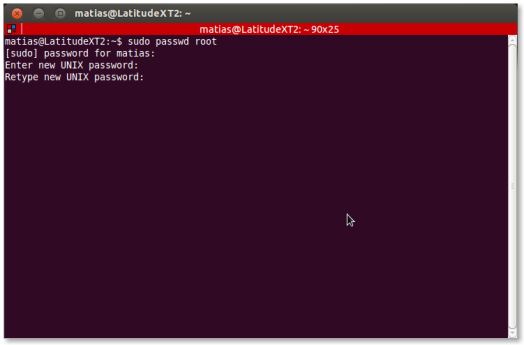 matias@LatitudeXT2: ~
matias@LatitudeXT2: ~ 90x25
matias@LatitudeXT2:~$ sudo passwd root
[sudo] password for matias:
Enter new UNIX password:
Retype new UNIX password: